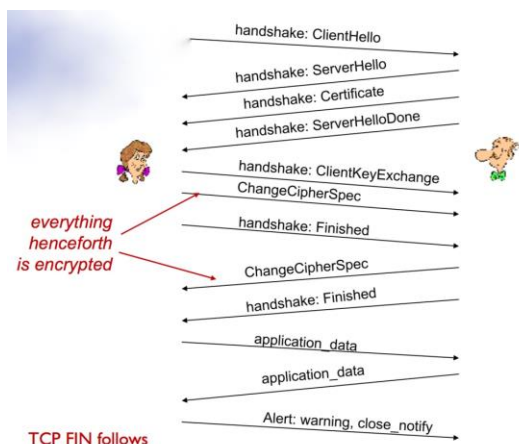 handshake: ClientHello
handshake: ServerHello
handshake: Certificate
handshake: ServerHelloDone
handshake: ClientKeyExchange
ChangeCipherSpec
everything
henceforth
is encrypted
handshake: Finished
ChangeCipherSpec
handshake: Finished
application_data
application_data
Alert: warning, close_notify
TCP FIN follows